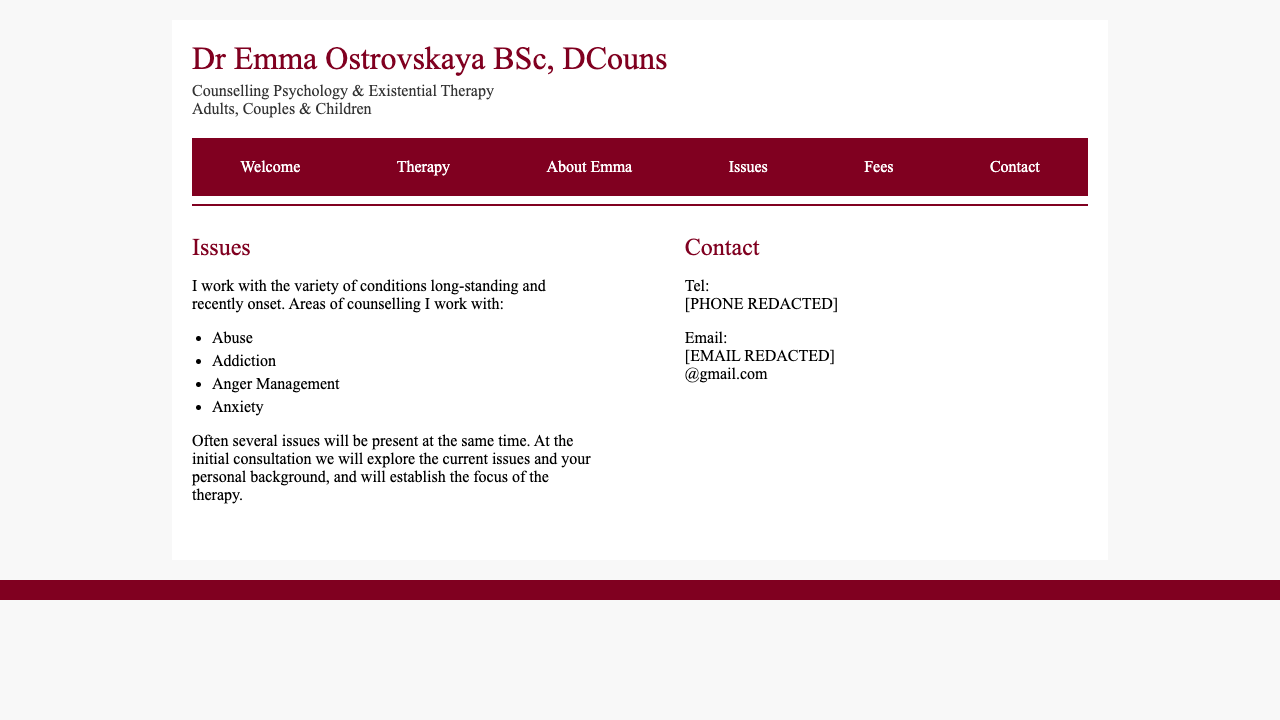 Dr Emma Ostrovskaya BSc, DCouns
Counselling Psychology & Existential Therapy
Adults, Couples & Children
Welcome Therapy About Emma Issues Fees Contact
Issues
I work with the variety of conditions long-standing and
recently onset. Areas of counselling I work with:
• Abuse
• Addiction
• Anger Management
• Anxiety
Often several issues will be present at the same time. At the
initial consultation we will explore the current issues and your
personal background, and will establish the focus of the
therapy.
Contact
Tel:
[PHONE REDACTED]
Email:
[EMAIL REDACTED]
@gmail.com